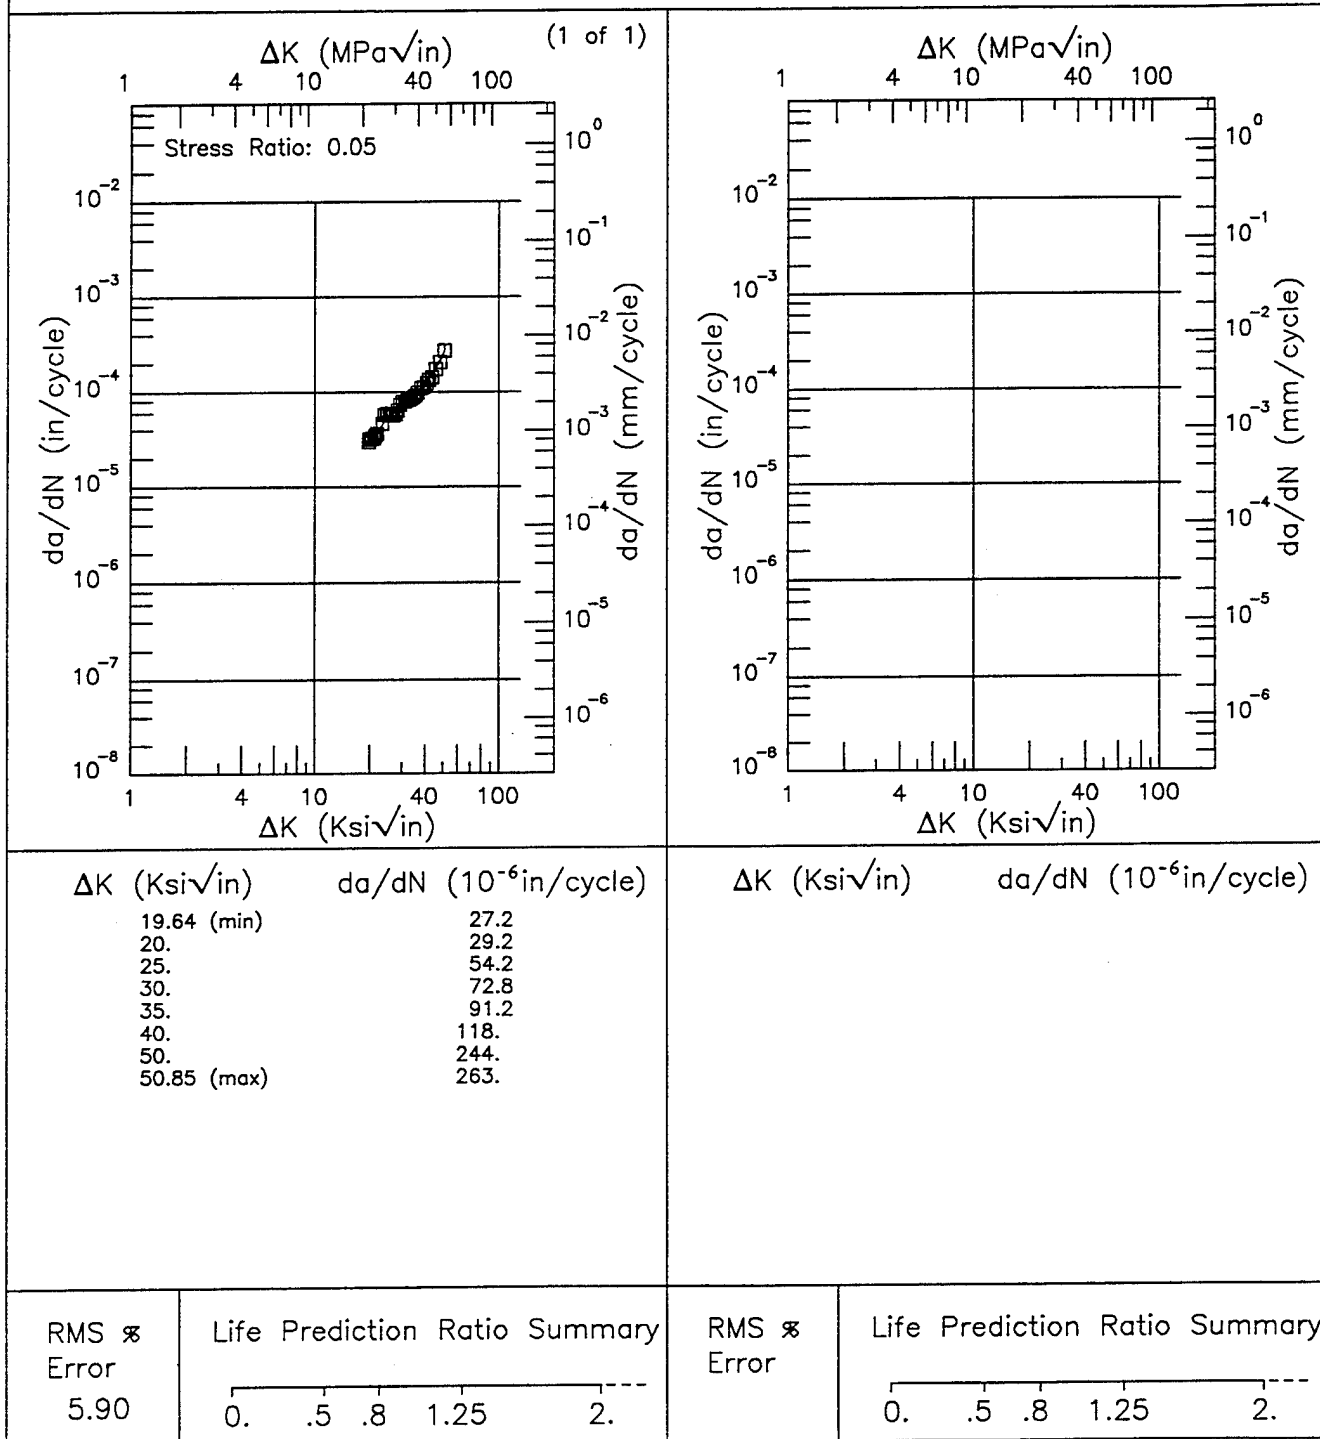 (1 of 1)
ΔK (MPa√in)
1 4 10 40 100
Stress Ratio: 0.05
da/dN (in/cycle)
10⁻²
10⁻³
10⁻⁴
10⁻⁵
10⁻⁶
10⁻⁷
10⁻⁸
10⁰
10⁻¹
10⁻²
10⁻³
10⁻⁴
10⁻⁵
10⁻⁶
da/dN (mm/cycle)
1 4 10 40 100
ΔK (Ksi√in)
ΔK (MPa√in)
1 4 10 40 100
da/dN (in/cycle)
10⁻²
10⁻³
10⁻⁴
10⁻⁵
10⁻⁶
10⁻⁷
10⁻⁸
10⁰
10⁻¹
10⁻²
10⁻³
10⁻⁴
10⁻⁵
10⁻⁶
da/dN (mm/cycle)
1 4 10 40 100
ΔK (Ksi√in)
ΔK (Ksi√in) da/dN (10⁻⁶in/cycle)
19.64 (min) 27.2
20. 29.2
25. 54.2
30. 72.8
35. 91.2
40. 118.
50. 244.
50.85 (max) 263.
ΔK (Ksi√in) da/dN (10⁻⁶in/cycle)
RMS %
Error
5.90
Life Prediction Ratio Summary
0. .5 .8 1.25 2.
RMS %
Error
Life Prediction Ratio Summary
0. .5 .8 1.25 2.